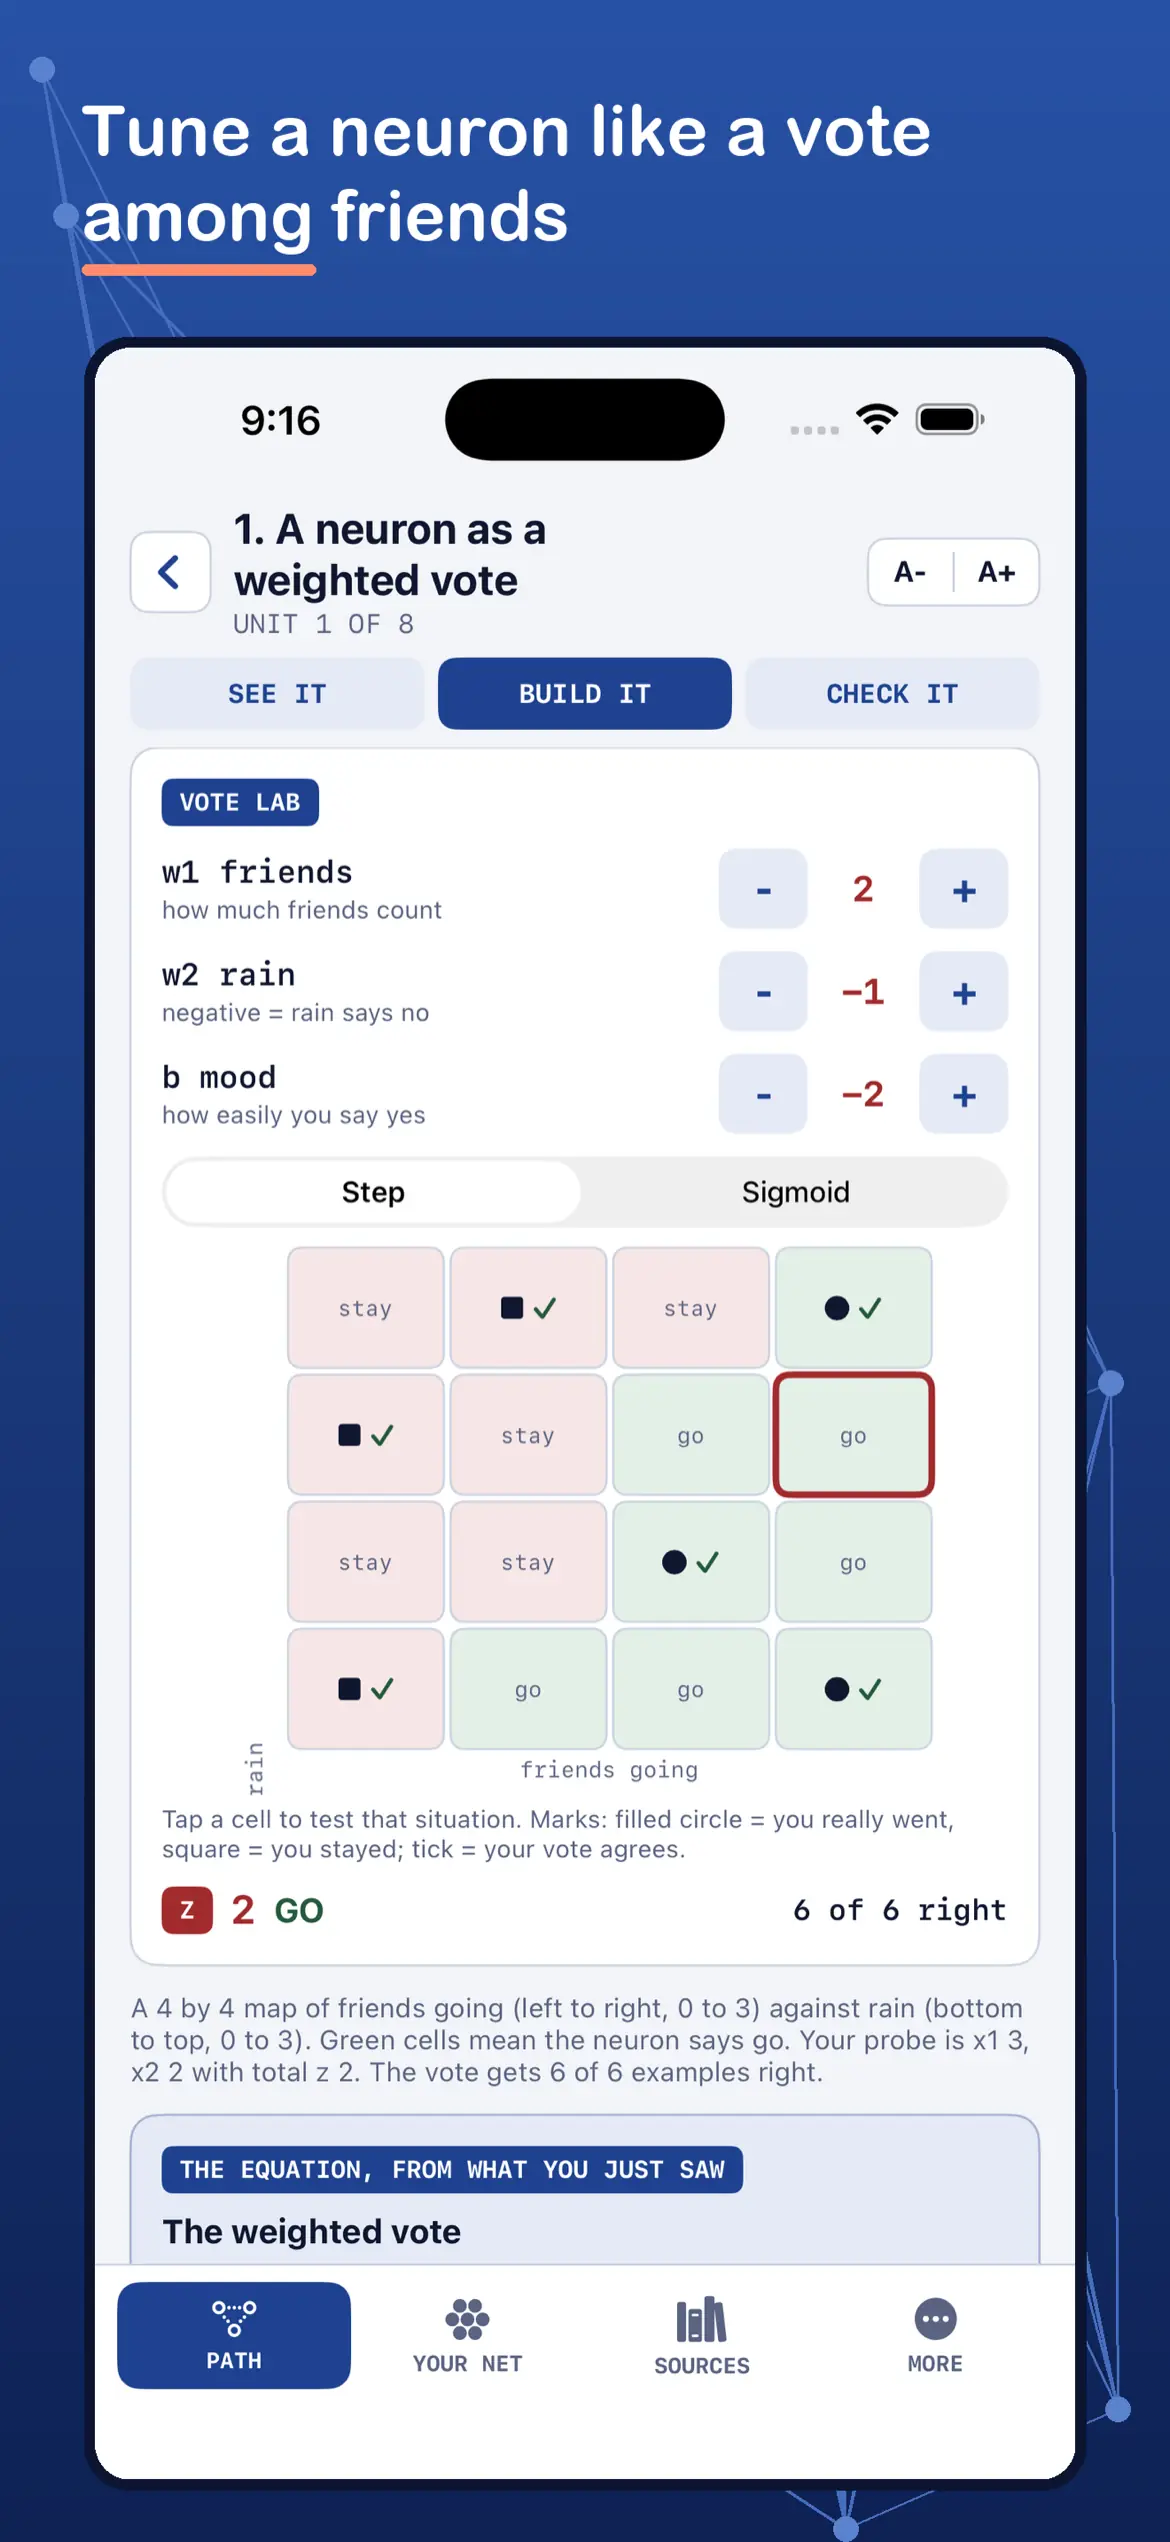 Tune a neuron like a vote
among friends
9:16
1. A neuron as a
weighted vote
UNIT 1 OF 8
A- A+
SEE IT BUILD IT CHECK IT
VOTE LAB
w1 friends
how much friends count
- 2 +
w2 rain
negative = rain says no
- −1 +
b mood
how easily you say yes
- −2 +
Step Sigmoid
stay stay
stay go go
stay stay go
go go
rain
friends going
Tap a cell to test that situation. Marks: filled circle = you really went,
square = you stayed; tick = your vote agrees.
Z 2 GO 6 of 6 right
A 4 by 4 map of friends going (left to right, 0 to 3) against rain (bottom
to top, 0 to 3). Green cells mean the neuron says go. Your probe is x1 3,
x2 2 with total z 2. The vote gets 6 of 6 examples right.
THE EQUATION, FROM WHAT YOU JUST SAW
The weighted vote
PATH YOUR NET SOURCES MORE